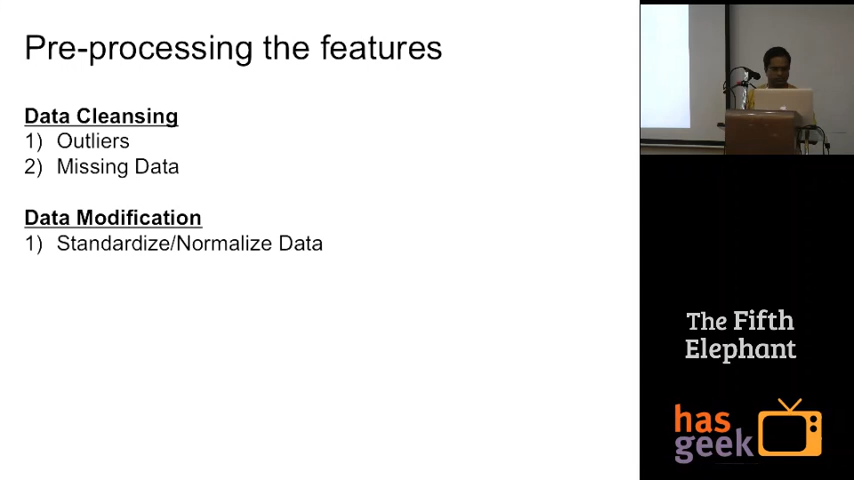 Pre-processing the features
Data Cleansing
1) Outliers
2) Missing Data
Data Modification
1) Standardize/Normalize Data
The Fifth
Elephant
has
geek